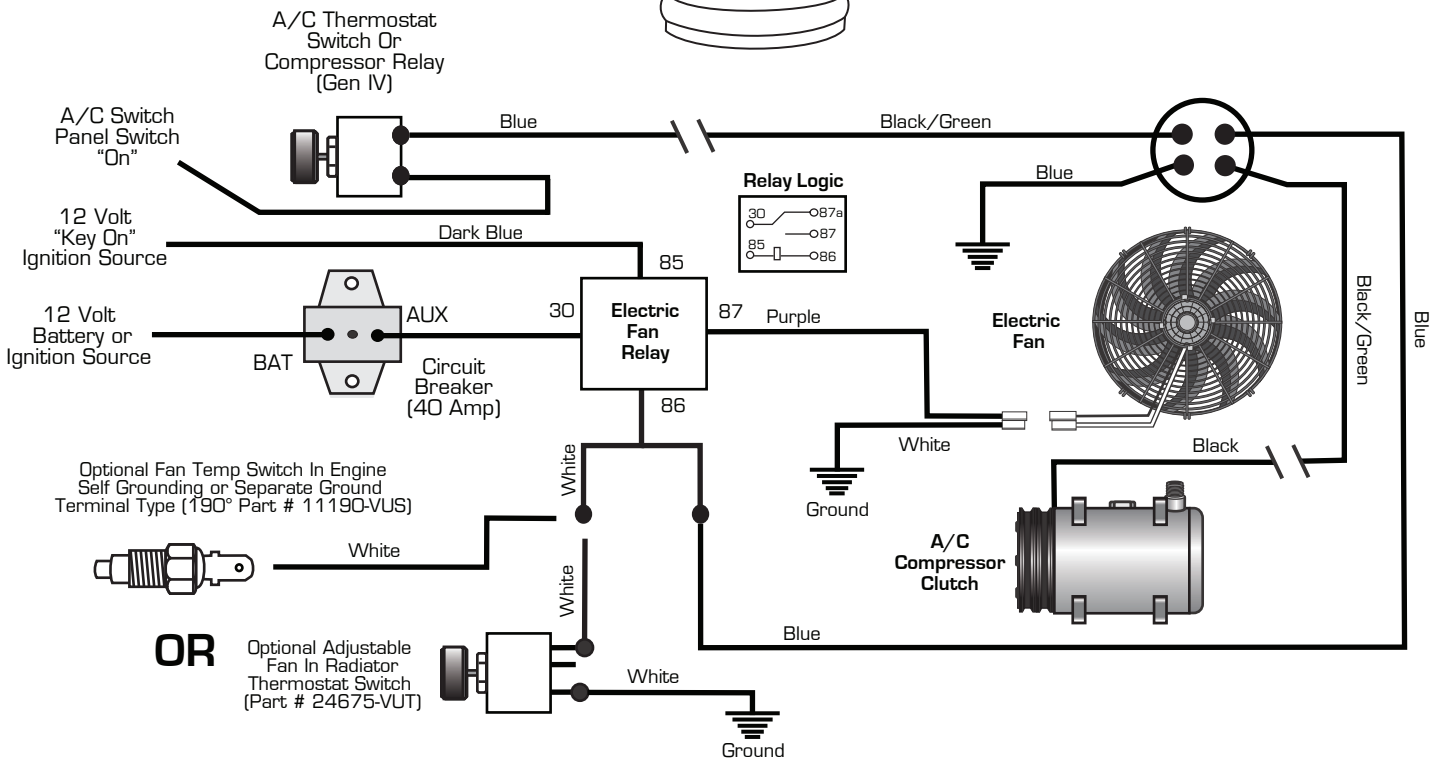 A/C Thermostat
Switch Or
Compressor Relay
(Gen IV)
A/C Switch
Panel Switch
“On”
Blue
Black/Green
Blue
Relay Logic
30
87a
87
85
86
12 Volt
“Key On”
Ignition Source
Dark Blue
85
12 Volt
Battery or
Ignition Source
BAT
AUX
Circuit
Breaker
(40 Amp)
30
Electric
Fan
Relay
87
Purple
86
Electric
Fan
Black/Green
Blue
White
Ground
Black
A/C
Compressor
Clutch
Optional Fan Temp Switch In Engine
Self Grounding or Separate Ground
Terminal Type (190° Part # 11190-VUS)
White
White
White
OR
Optional Adjustable
Fan In Radiator
Thermostat Switch
(Part # 24675-VUT)
Blue
White
Ground